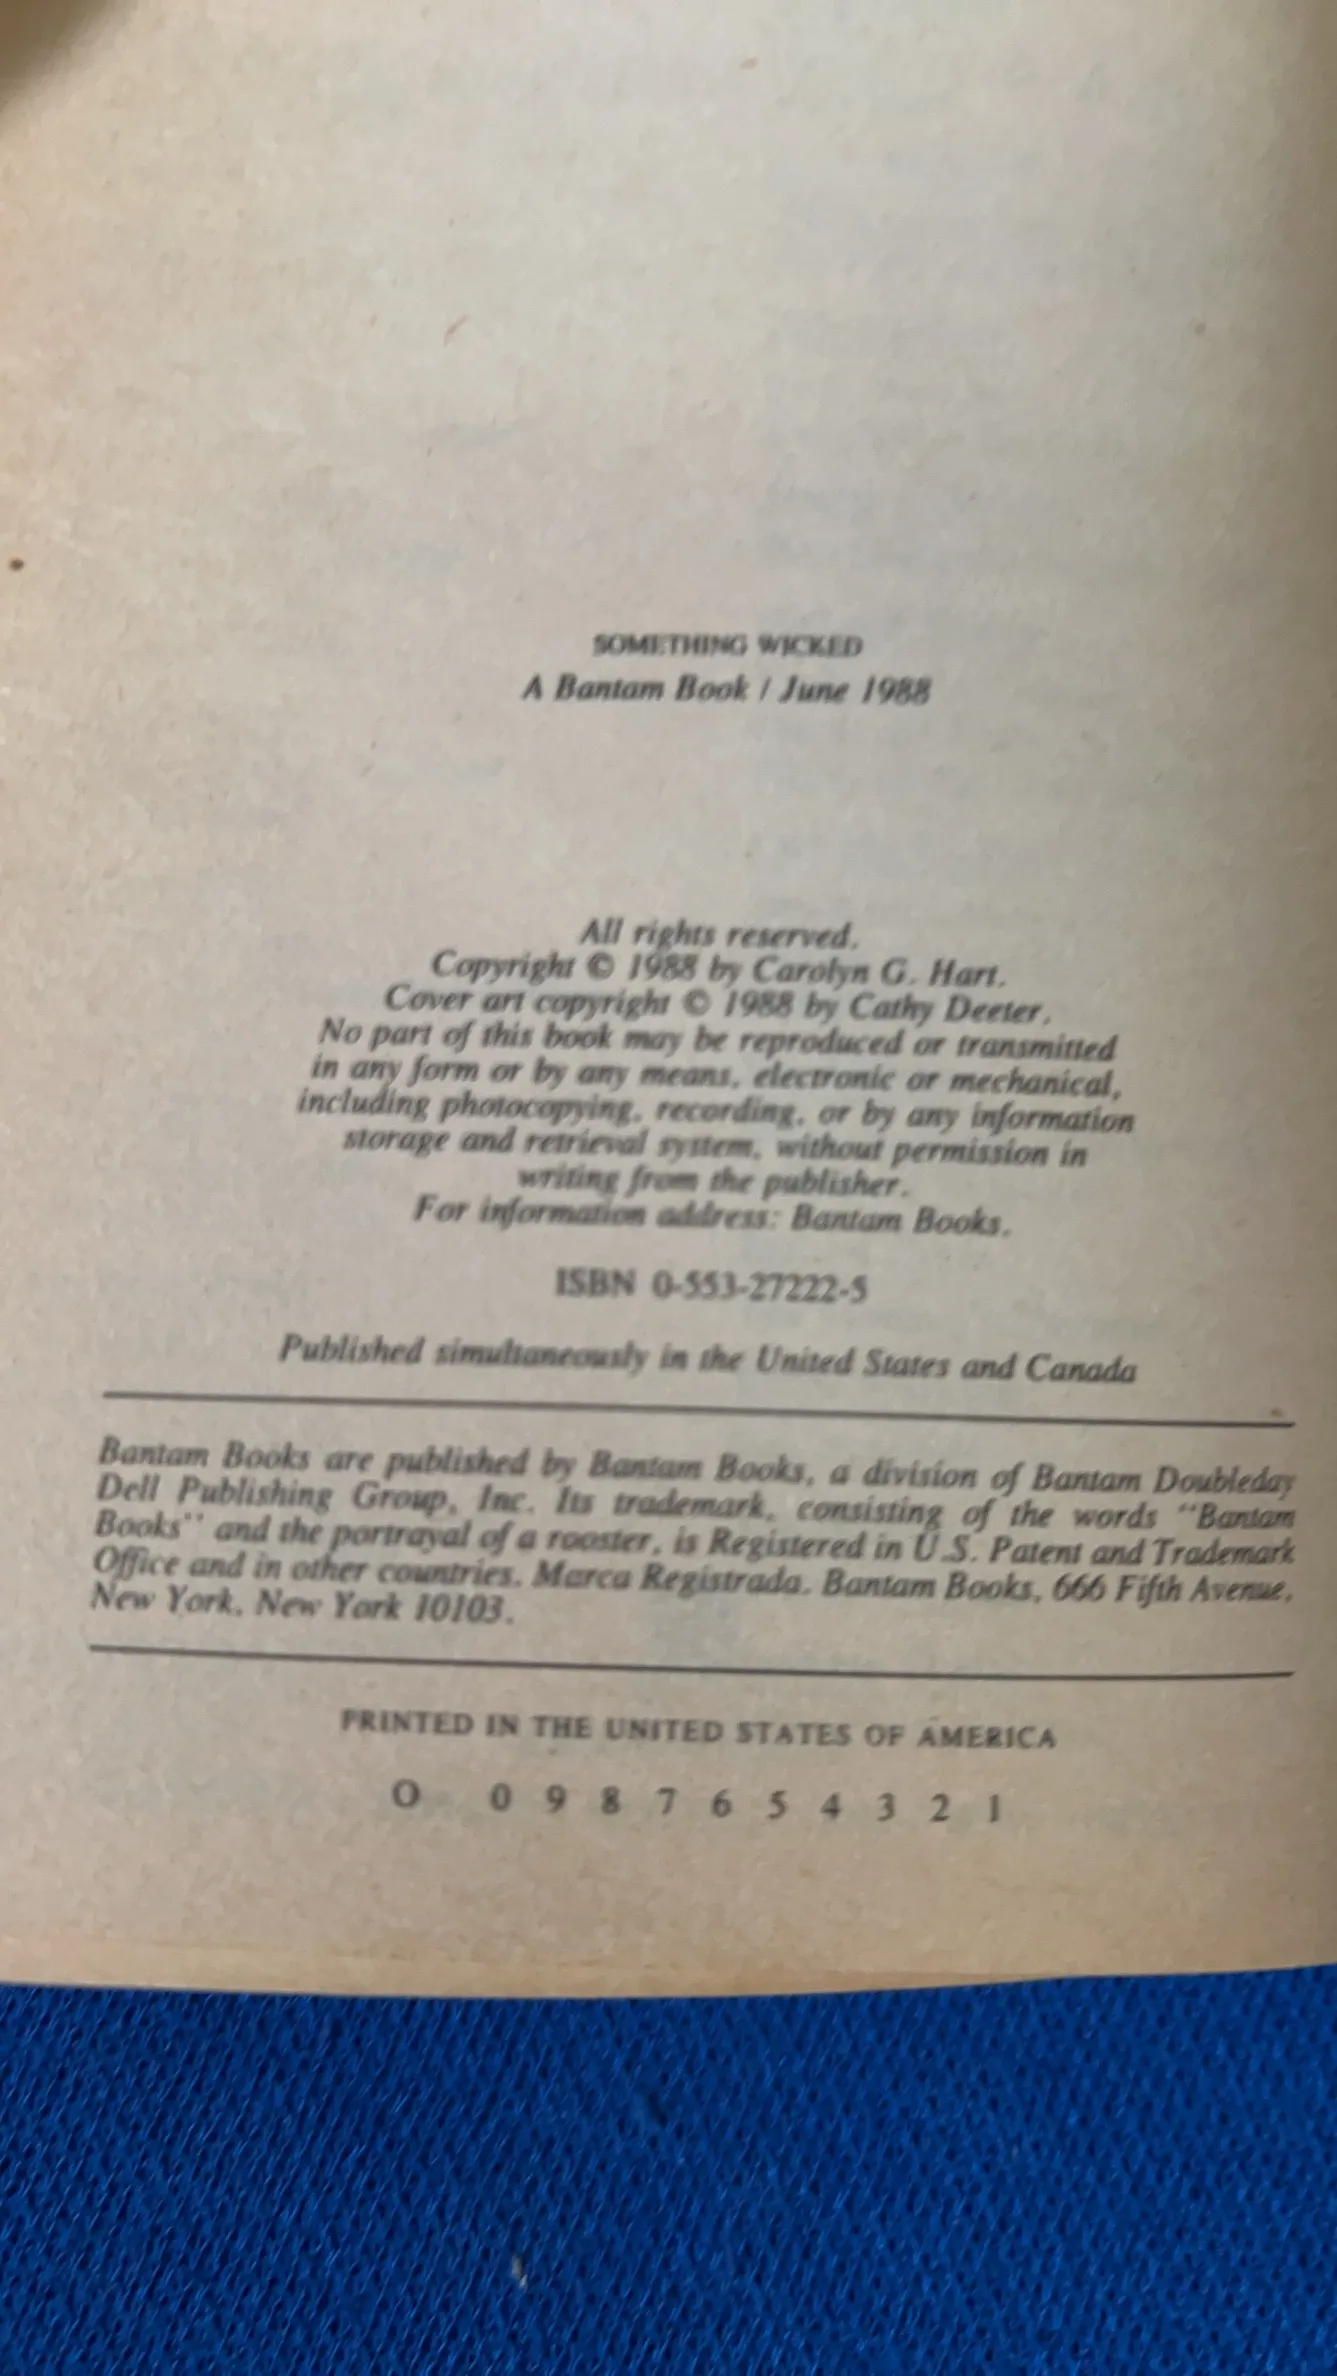 SOMETHING WICKED
A Bantam Book / June 1988
All rights reserved.
Copyright © 1988 by Carolyn G. Hart.
Cover art copyright © 1988 by Cathy Deeter.
No part of this book may be reproduced or transmitted
in any form or by any means, electronic or mechanical,
including photocopying, recording, or by any information
storage and retrieval system, without permission in
writing from the publisher.
For information address: Bantam Books.
ISBN 0-553-27222-5
Published simultaneously in the United States and Canada
Bantam Books are published by Bantam Books, a division of Bantam Doubleday
Dell Publishing Group, Inc. Its trademark, consisting of the words "Bantam
Books" and the portrayal of a rooster, is Registered in U.S. Patent and Trademark
Office and in other countries. Marca Registrada. Bantam Books, 666 Fifth Avenue,
New York, New York 10103.
PRINTED IN THE UNITED STATES OF AMERICA
O 0 9 8 7 6 5 4 3 2 1